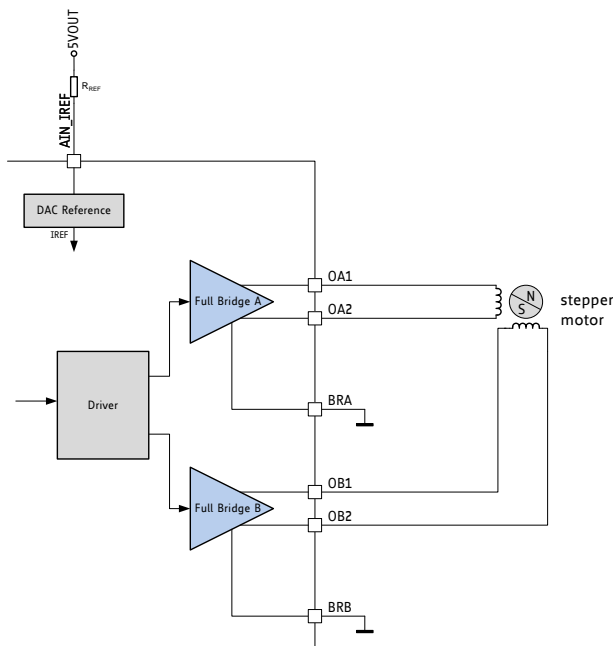 5VOUT
RREF
AIN_IREF
DAC Reference
IREF
OA1
Full Bridge A
OA2
N
S
stepper
motor
Driver
BRA
OB1
Full Bridge B
OB2
BRB